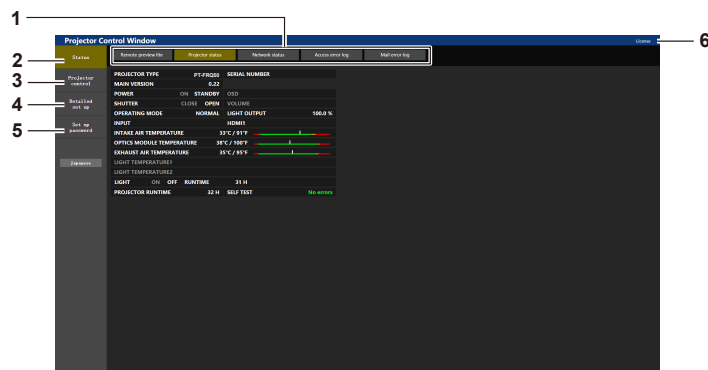 1
Projector Control Window
License
6
Remote preview lite Projector status Network status Access error log Mail error log
2
Status
3
Projector
control
4
Detailed
set up
5
Set up
password
Japanese
PROJECTOR TYPE PT-FRQ60 SERIAL NUMBER
MAIN VERSION 0.22
POWER ON STANDBY OSD
SHUTTER CLOSE OPEN VOLUME
OPERATING MODE NORMAL LIGHT OUTPUT 100.0 %
INPUT HDMI1
INTAKE AIR TEMPERATURE 33°C / 91°F
OPTICS MODULE TEMPERATURE 38°C / 100°F
EXHAUST AIR TEMPERATURE 35°C / 95°F
LIGHT TEMPERATURE1
LIGHT TEMPERATURE2
LIGHT ON OFF RUNTIME 31 H
PROJECTOR RUNTIME 32 H SELF TEST No errors